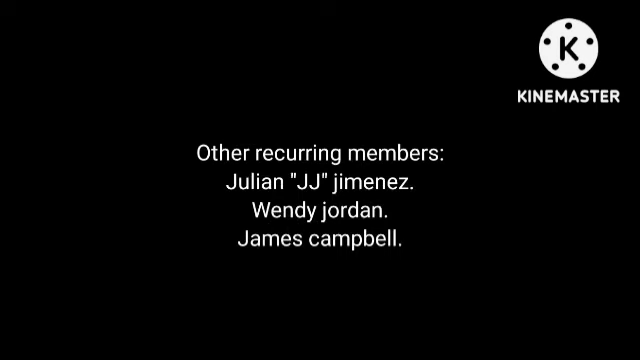 K
KINEMASTER
Other recurring members:
Julian "JJ" jimenez.
Wendy jordan.
James campbell.